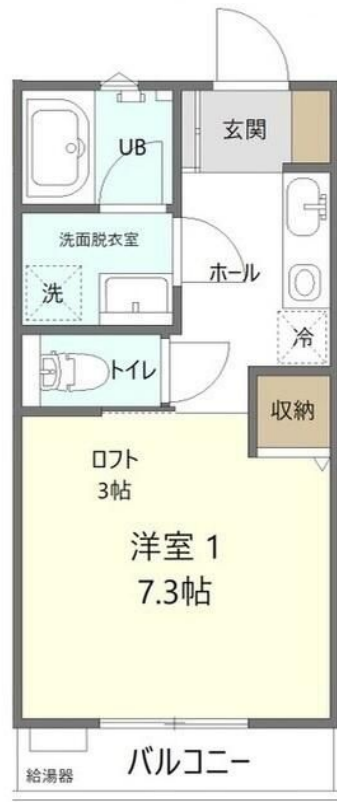 玄関
UB
洗面脱衣室
ホール
洗
冷
トイレ
収納
ロフト
3帖
洋室 1
7.3帖
バルコニー
給湯器